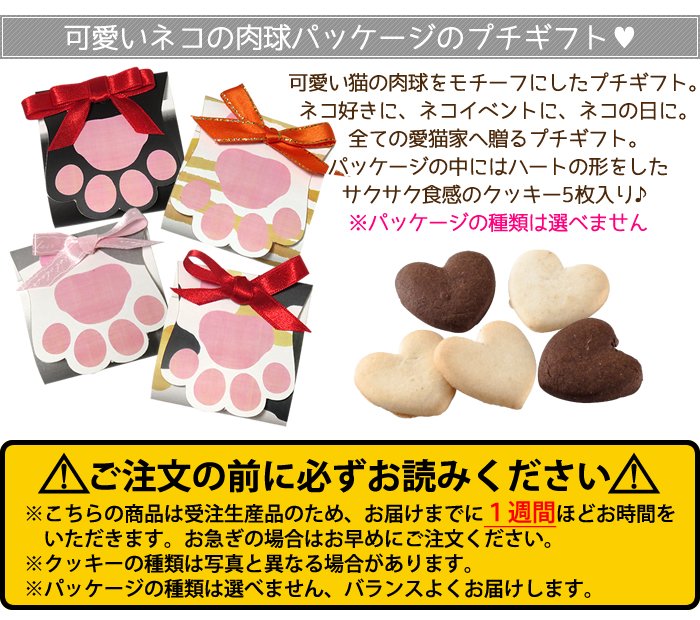 可愛いネコの肉球パッケージのプチギフト♥
可愛い猫の肉球をモチーフにしたプチギフト。
ネコ好きに、ネコイベントに、ネコの日に。
全ての愛猫家へ贈るプチギフト。
パッケージの中にはハートの形をした
サクサク食感のクッキー5枚入り♪
※パッケージの種類は選べません
ご注文の前に必ずお読みください
※こちらの商品は受注生産品のため、お届けまでに１週間ほどお時間を
いただきます。お急ぎの場合はお早めにご注文ください。
※クッキーの種類は写真と異なる場合があります。
※パッケージの種類は選べません、バランスよくお届けします。